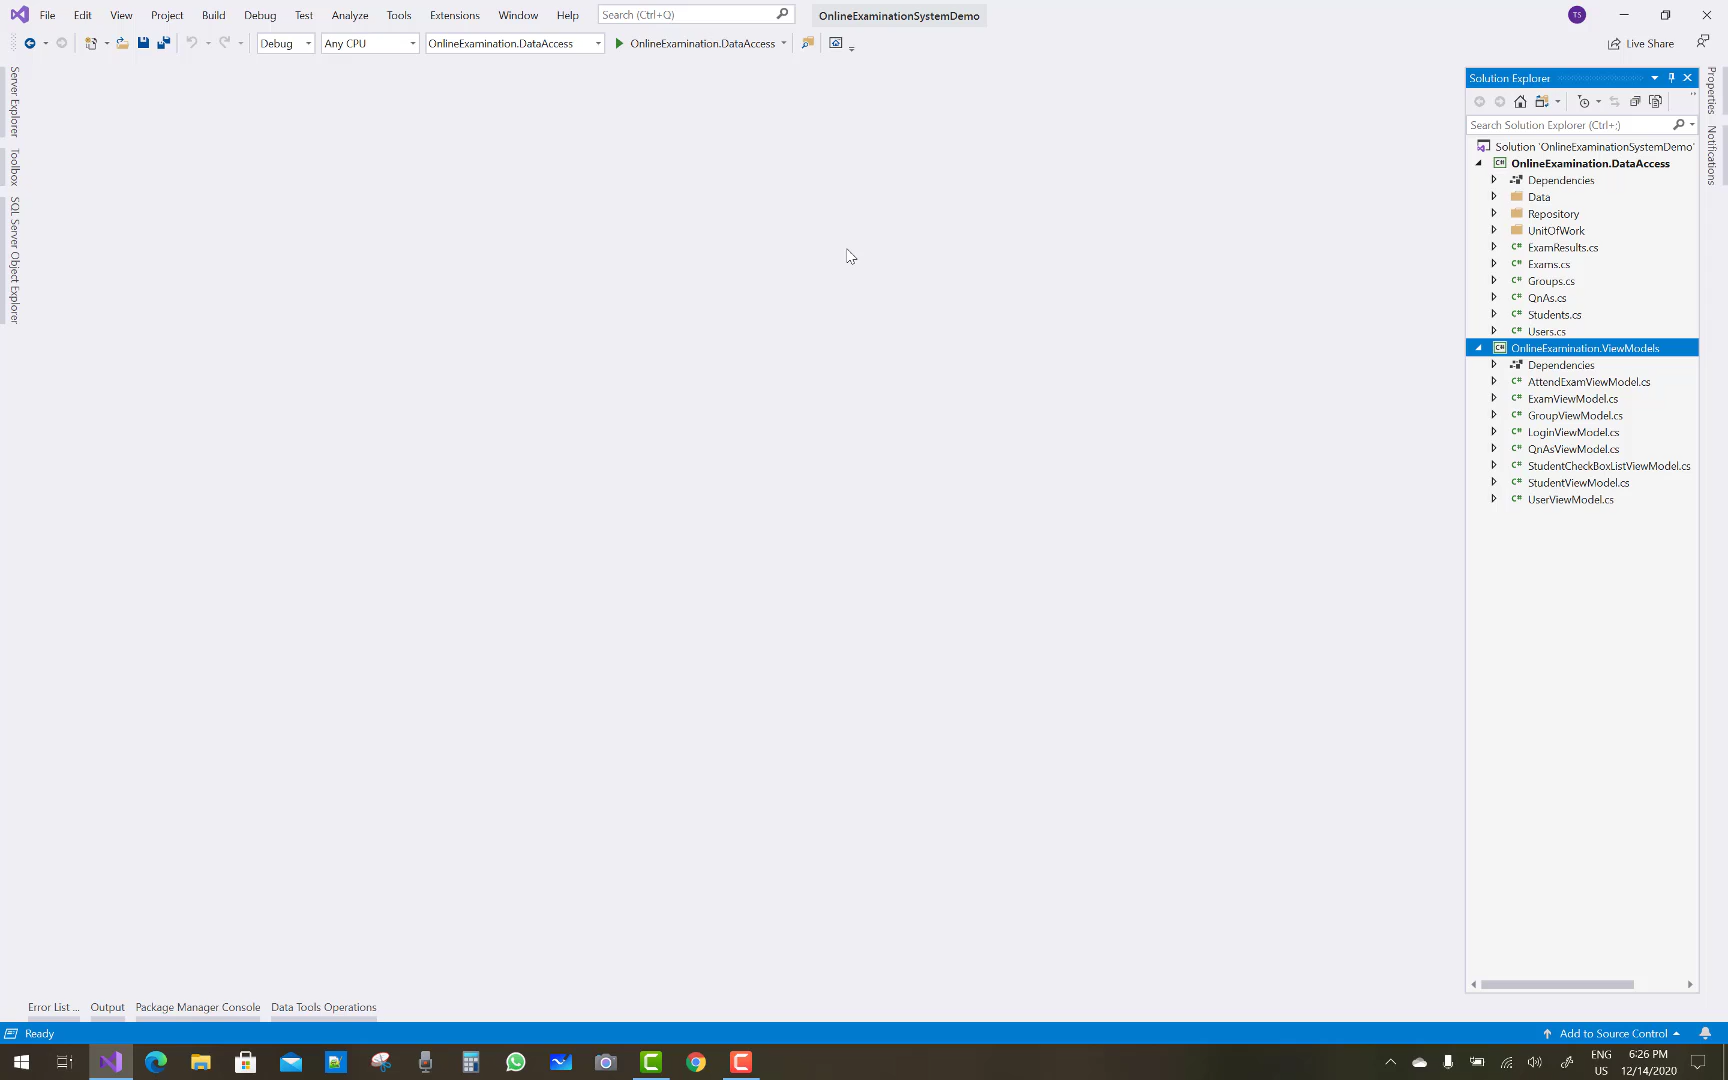 File Edit View Project Build Debug Test Analyze Tools Extensions Window Help Search (Ctrl+Q) OnlineExaminationSystemDemo TS
Debug Any CPU OnlineExamination.DataAccess OnlineExamination.DataAccess Live Share
Server Explorer
Toolbox
SQL Server Object Explorer
Solution Explorer
Search Solution Explorer (Ctrl+;)
Solution 'OnlineExaminationSystemDemo'
OnlineExamination.DataAccess
Dependencies
Data
Repository
UnitOfWork
C# ExamResults.cs
C# Exams.cs
C# Groups.cs
C# QnAs.cs
C# Students.cs
C# Users.cs
C# OnlineExamination.ViewModels
Dependencies
C# AttendExamViewModel.cs
C# ExamViewModel.cs
C# GroupViewModel.cs
C# LoginViewModel.cs
C# QnAsViewModel.cs
C# StudentCheckBoxListViewModel.cs
C# StudentViewModel.cs
C# UserViewModel.cs
Properties
Notifications
Error List ... Output Package Manager Console Data Tools Operations
Ready Add to Source Control
ENG 6:26 PM
US 12/14/2020